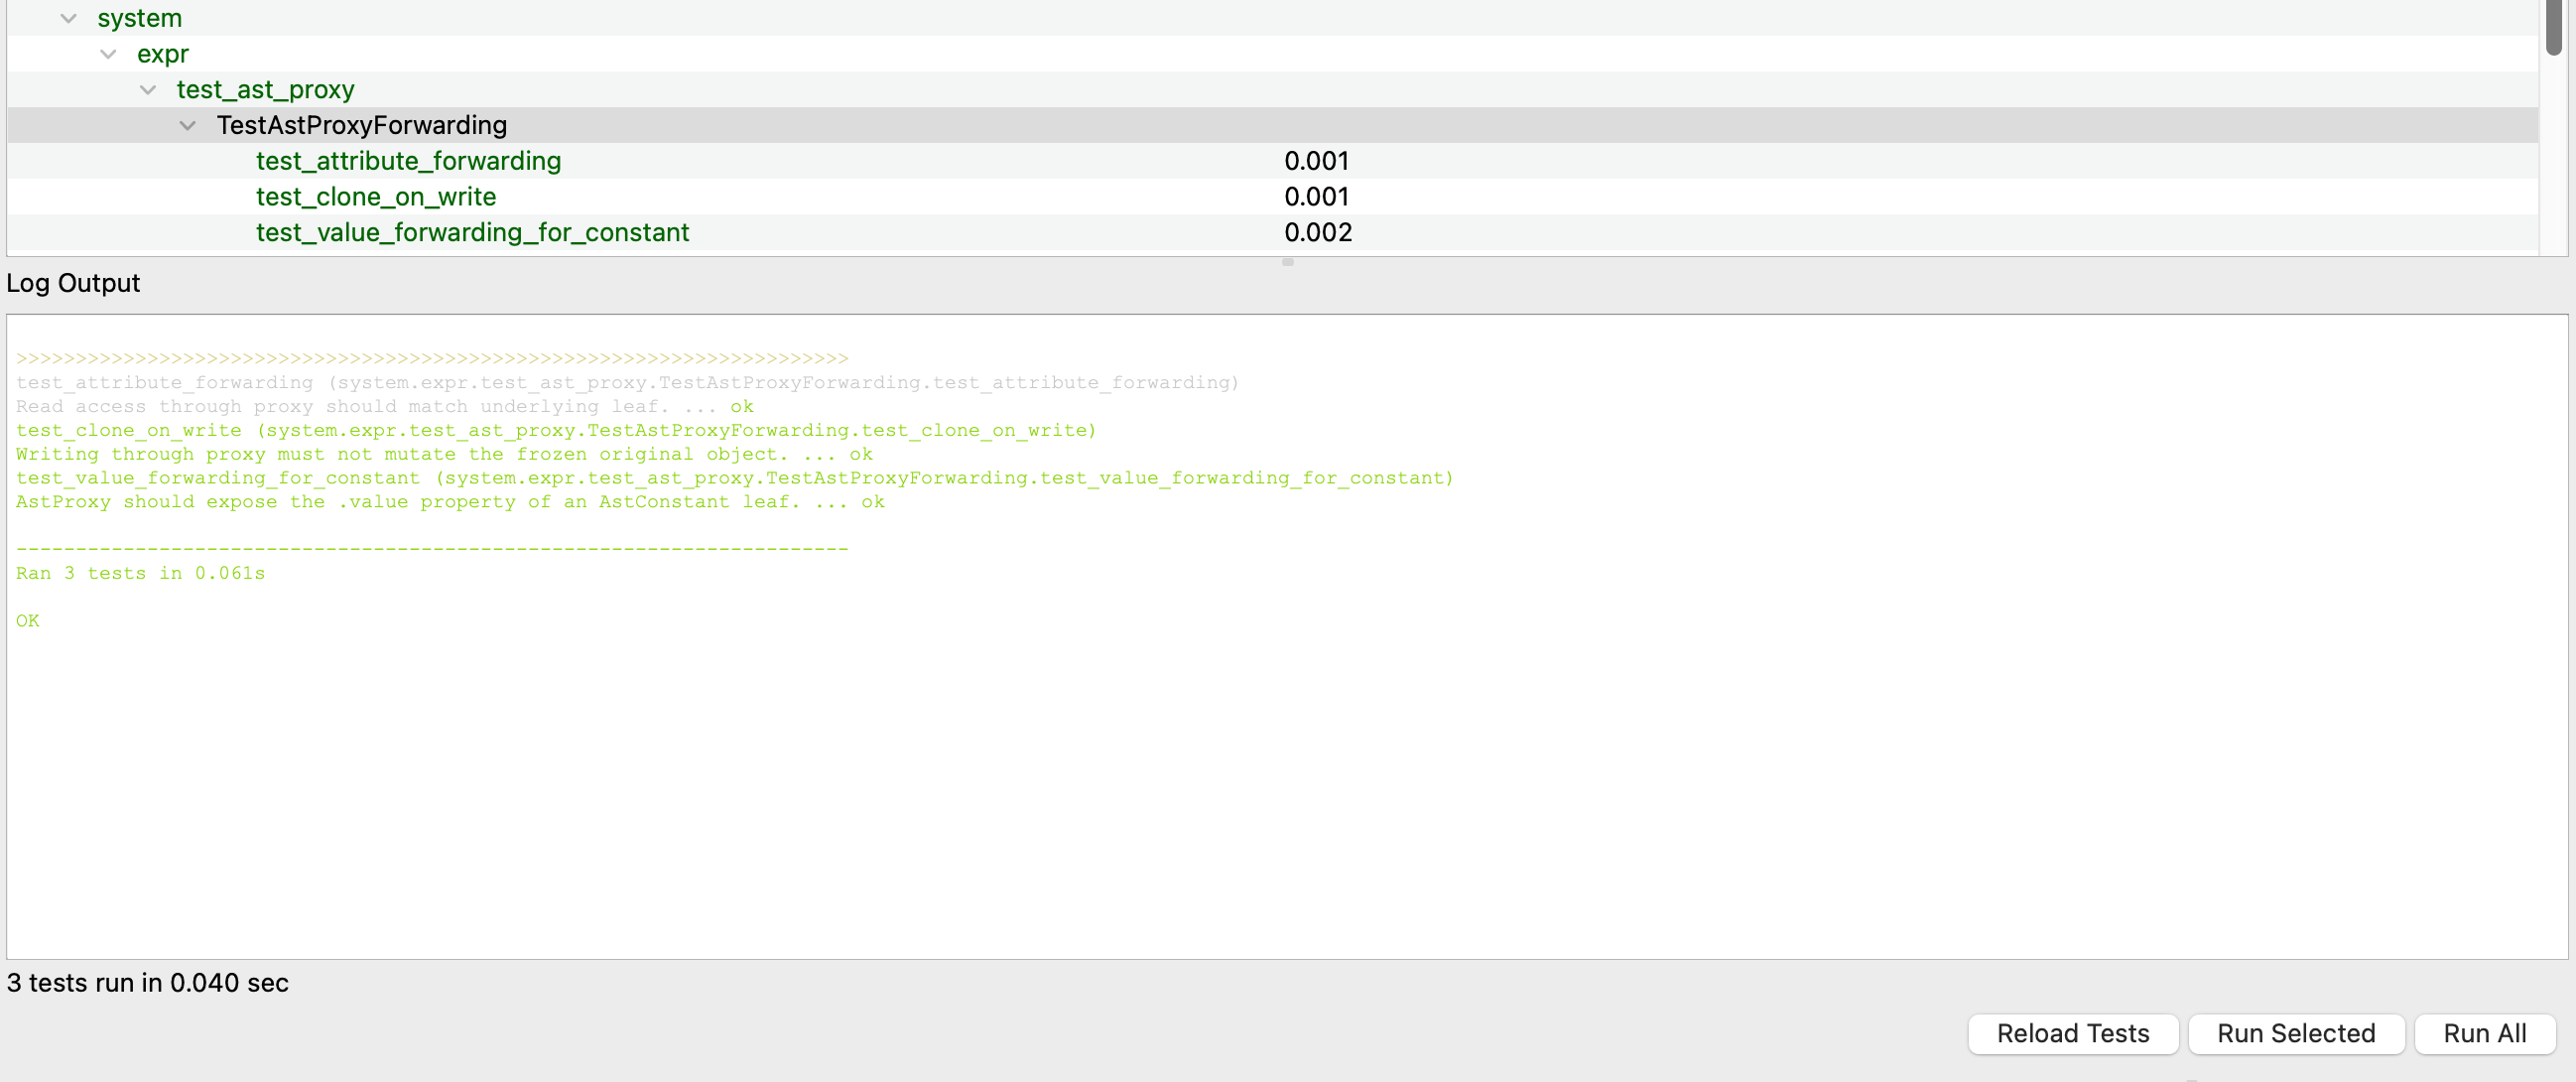 system
expr
test_ast_proxy
TestAstProxyForwarding
test_attribute_forwarding 0.001
test_clone_on_write 0.001
test_value_forwarding_for_constant 0.002
Log Output
>>>>>>>>>>>>>>>>>>>>>>>>>>>>>>>>>>>>>>>>>>>>>>>>>>>>>>>>>>>>>>>>>>>>>>
test_attribute_forwarding (system.expr.test_ast_proxy.TestAstProxyForwarding.test_attribute_forwarding)
Read access through proxy should match underlying leaf. ... ok
test_clone_on_write (system.expr.test_ast_proxy.TestAstProxyForwarding.test_clone_on_write)
Writing through proxy must not mutate the frozen original object. ... ok
test_value_forwarding_for_constant (system.expr.test_ast_proxy.TestAstProxyForwarding.test_value_forwarding_for_constant)
AstProxy should expose the .value property of an AstConstant leaf. ... ok
----------------------------------------------------------------------
Ran 3 tests in 0.061s
OK
3 tests run in 0.040 sec
Reload Tests Run Selected Run All